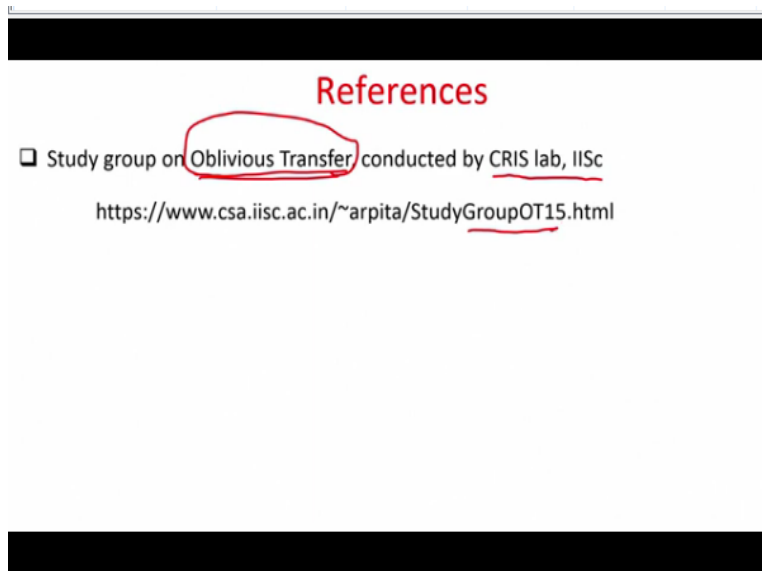 References
Study group on Oblivious Transfer, conducted by CRIS lab, IISc
https://www.csa.iisc.ac.in/~arpita/StudyGroupOT15.html